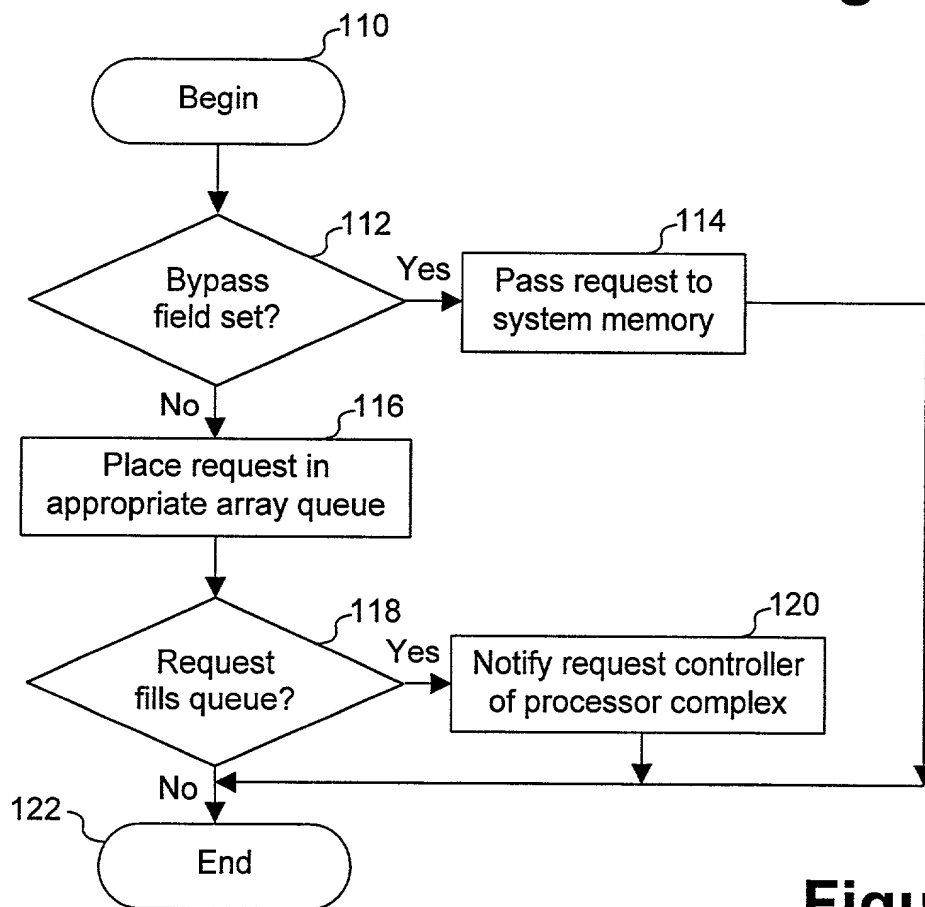 110
Begin
112
Bypass
field set?
Yes
114
Pass request to
system memory
No
116
Place request in
appropriate array queue
118
Request
fills queue?
Yes
120
Notify request controller
of processor complex
No
122
End